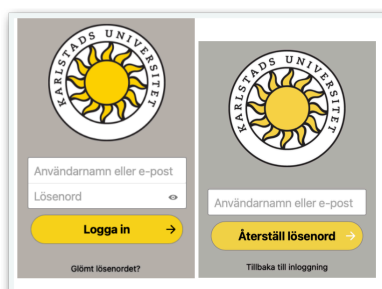 KARLSTADS UNIVERSITET
Användarnamn eller e-post
Lösenord
Logga in
Glömt lösenordet?
KARLSTADS UNIVERSITET
Användarnamn eller e-post
Återställ lösenord
Tillbaka till inloggning